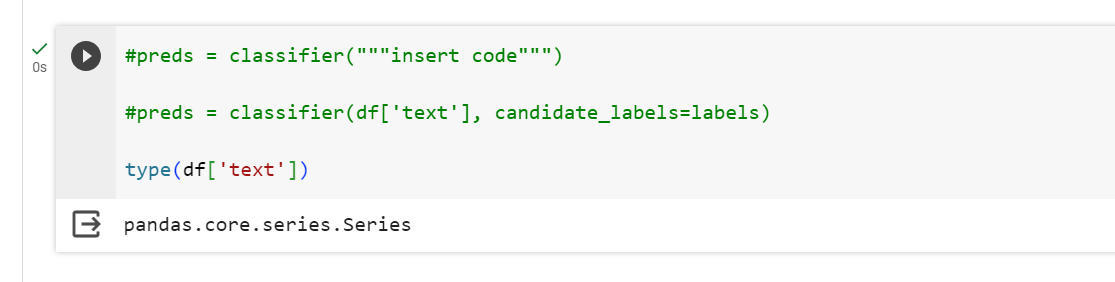 #preds = classifier("""insert code""")
#preds = classifier(df['text'], candidate_labels=labels)
type(df['text'])
0s
pandas.core.series.Series